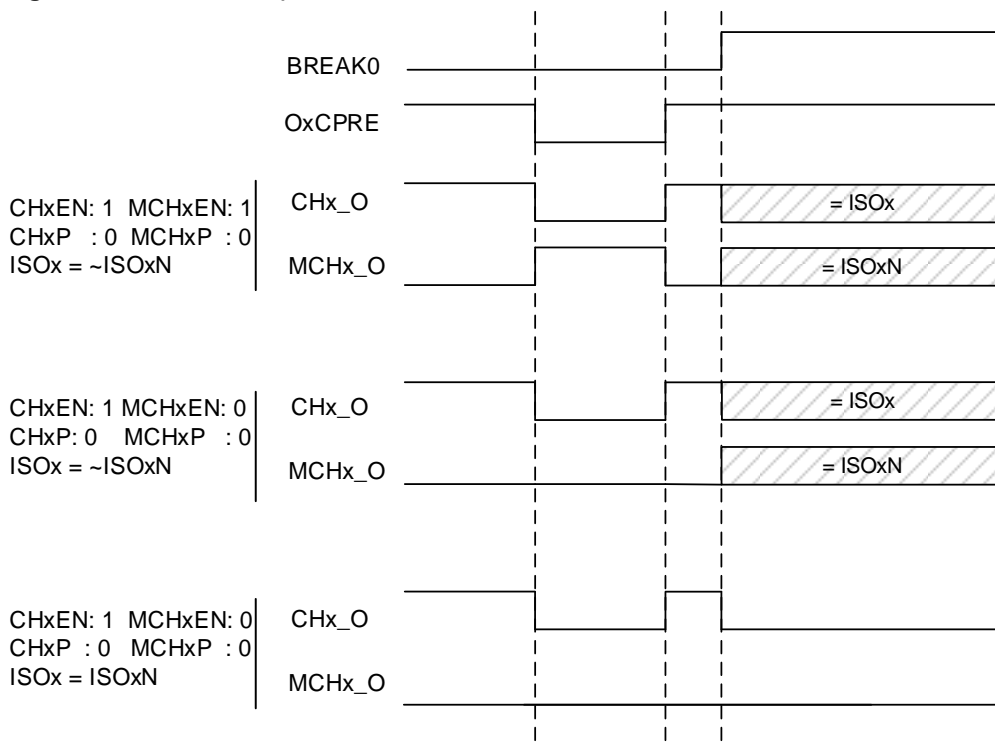 BREAK0
OxCPRE
CHxEN: 1 MCHxEN: 1
CHxP : 0 MCHxP : 0
ISOx = ~ISOxN
CHx_O
= ISOx
MCHx_O
= ISOxN
CHxEN: 1 MCHxEN: 0
CHxP: 0 MCHxP : 0
ISOx = ~ISOxN
CHx_O
= ISOx
MCHx_O
= ISOxN
CHxEN: 1 MCHxEN: 0
CHxP : 0 MCHxP : 0
ISOx = ISOxN
CHx_O
MCHx_O